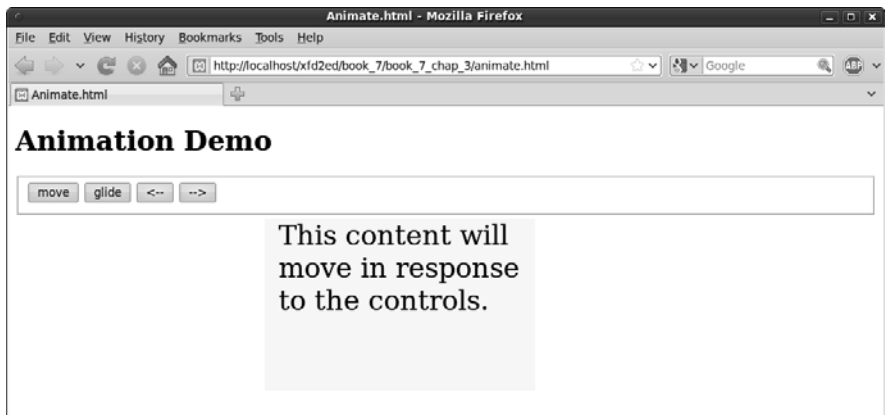 Animate.html - Mozilla Firefox
File Edit View History Bookmarks Tools Help
http://localhost/xfd2ed/book_7/book_7_chap_3/animate.html Google ABP
Animate.html
Animation Demo
move glide <-- -->
This content will
move in response
to the controls.